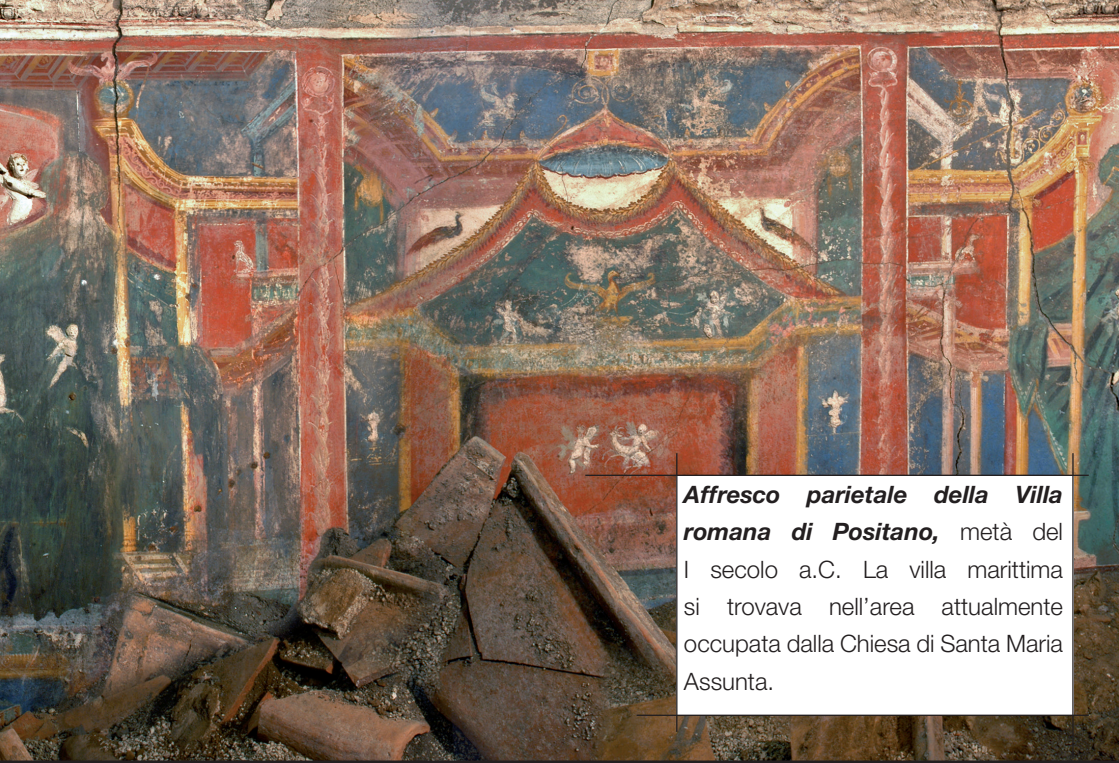 Affresco parietale della Villa
romana di Positano, metà del
I secolo a.C. La villa marittima
si trovava nell'area attualmente
occupata dalla Chiesa di Santa Maria
Assunta.